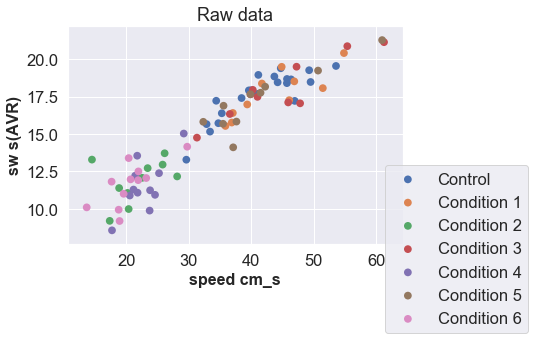 Raw data
20.0
17.5
15.0
12.5
10.0
sw s(AVR)
20 30 40 50 60
speed cm_s
Control
Condition 1
Condition 2
Condition 3
Condition 4
Condition 5
Condition 6